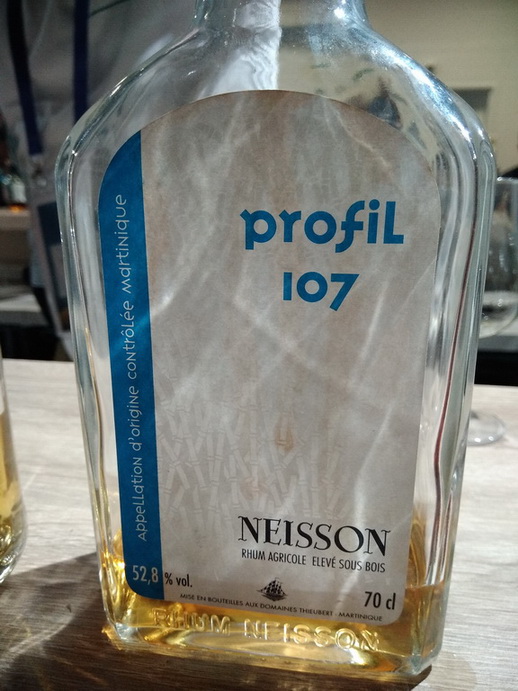 profil
107
Appellation d'origine contrôlée Martinique
NEISSON
RHUM AGRICOLE ELEVÉ SOUS BOIS
52,8 % vol.
70 cl
MISE EN BOUTEILLES AUX DOMAINES THIEUBERT - MARTINIQUE
RHUM NEISSON